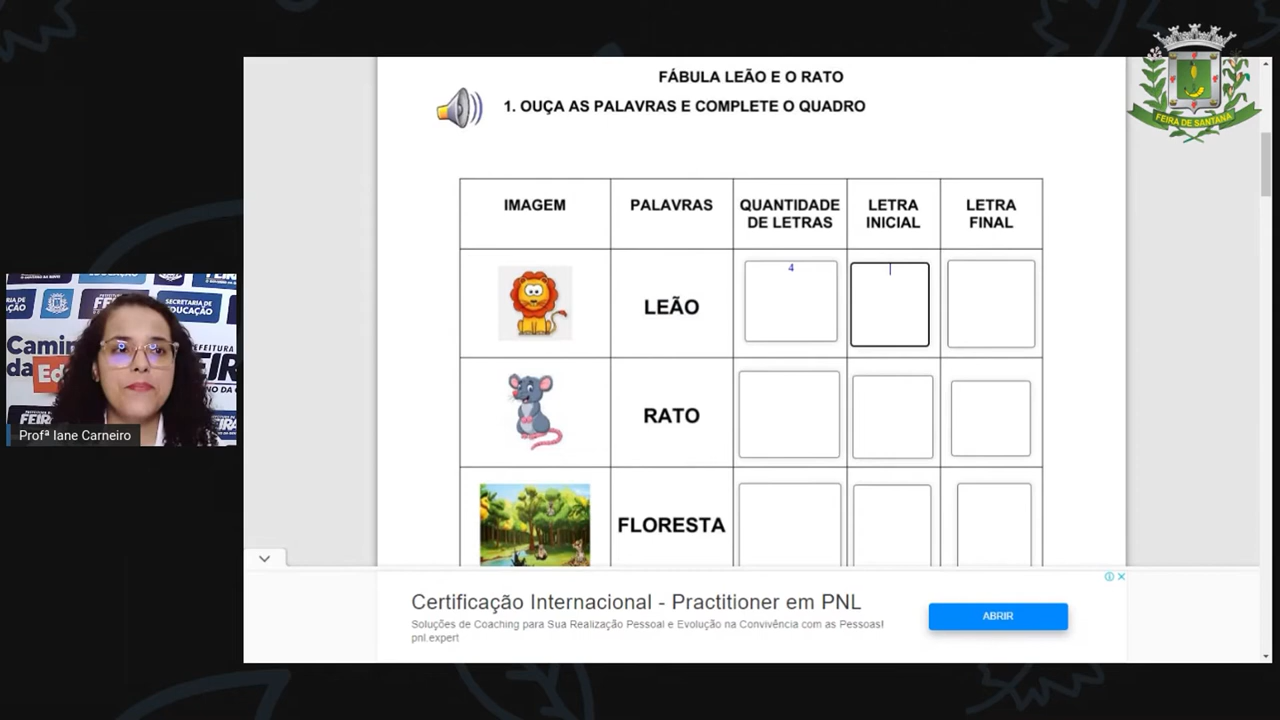 FÁBULA LEÃO E O RATO
1. OUÇA AS PALAVRAS E COMPLETE O QUADRO
FEIRA DE SANTANA
IMAGEM
PALAVRAS
QUANTIDADE
DE LETRAS
LETRA
INICIAL
LETRA
FINAL
LEÃO
4
RATO
FLORESTA
SECRETARIA DE
EDUCAÇÃO
Profª Iane Carneiro
Certificação Internacional - Practitioner em PNL
Soluções de Coaching para Sua Realização Pessoal e Evolução na Convivência com as Pessoas!
pnl.expert
ABRIR